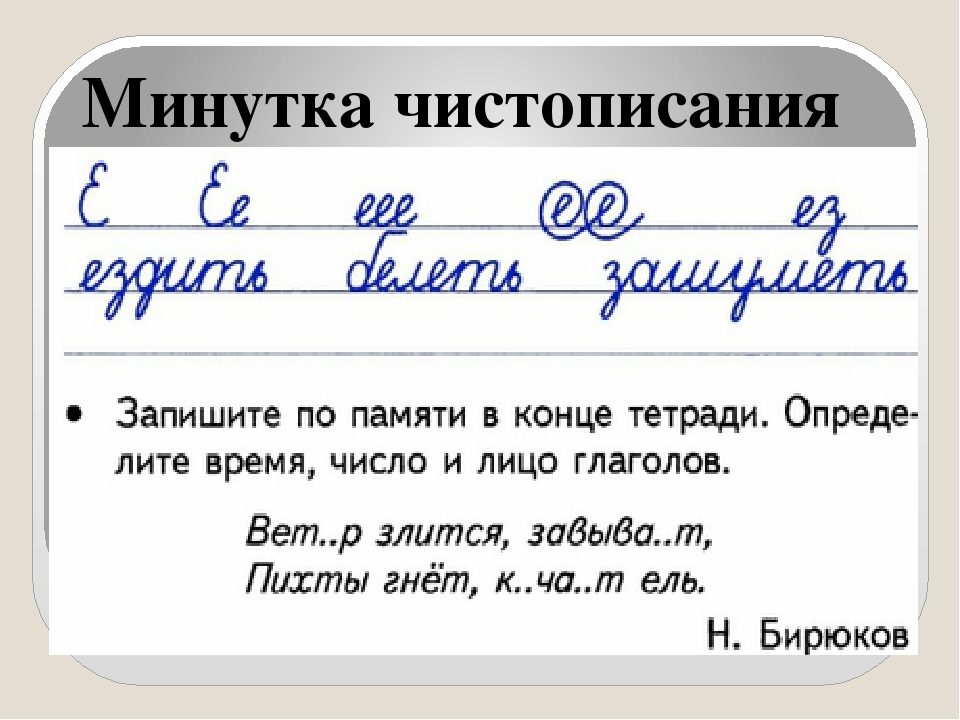 Минутка чистописания
Е Ее еее ее ез
ездить белеть зашуметь
• Запишите по памяти в конце тетради. Опреде-
лите время, число и лицо глаголов.
Вет..р злится, завыва..т,
Пихты гнёт, к..ча..т ель.
Н. Бирюков